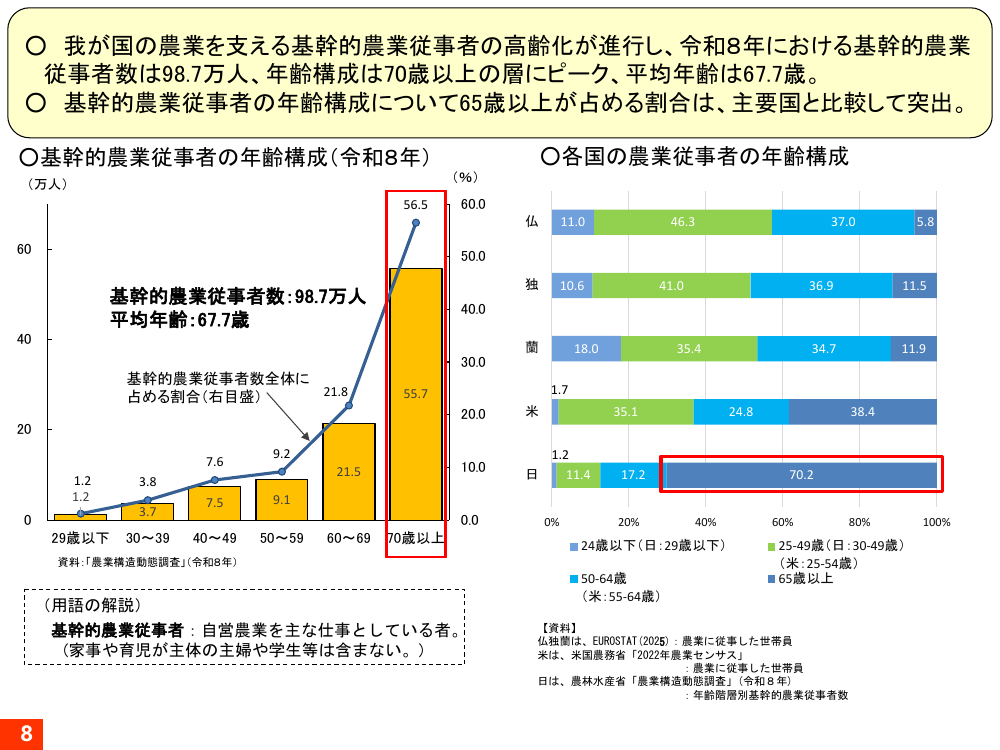 ○　我が国の農業を支える基幹的農業従事者の高齢化が進行し、令和８年における基幹的農業
従事者数は98.7万人、年齢構成は70歳以上の層にピーク、平均年齢は67.7歳。
○　基幹的農業従事者の年齢構成について65歳以上が占める割合は、主要国と比較して突出。
○基幹的農業従事者の年齢構成（令和８年）
（万人）
（％）
60
40
20
0
60.0
50.0
40.0
30.0
20.0
10.0
0.0
基幹的農業従事者数：98.7万人
平均年齢：67.7歳
基幹的農業従事者数全体に
占める割合（右目盛）
1.2
3.8
7.6
9.2
21.8
56.5
1.2
3.7
7.5
9.1
21.5
55.7
29歳以下 30～39 40～49 50～59 60～69 70歳以上
資料：「農業構造動態調査」（令和８年）
（用語の解説）
基幹的農業従事者：自営農業を主な仕事としている者。
（家事や育児が主体の主婦や学生等は含まない。）
○各国の農業従事者の年齢構成
仏 11.0 46.3 37.0 5.8
独 10.6 41.0 36.9 11.5
蘭 18.0 35.4 34.7 11.9
米 1.7 35.1 24.8 38.4
日 1.2 11.4 17.2 70.2
0% 20% 40% 60% 80% 100%
24歳以下（日：29歳以下）
25-49歳（日：30-49歳）
（米：25-54歳）
50-64歳
（米：55-64歳）
65歳以上
【資料】
仏独蘭は、EUROSTAT（2025）：農業に従事した世帯員
米は、米国農務省「2022年農業センサス」
：農業に従事した世帯員
日は、農林水産省「農業構造動態調査」（令和８年）
：年齢階層別基幹的農業従事者数
8